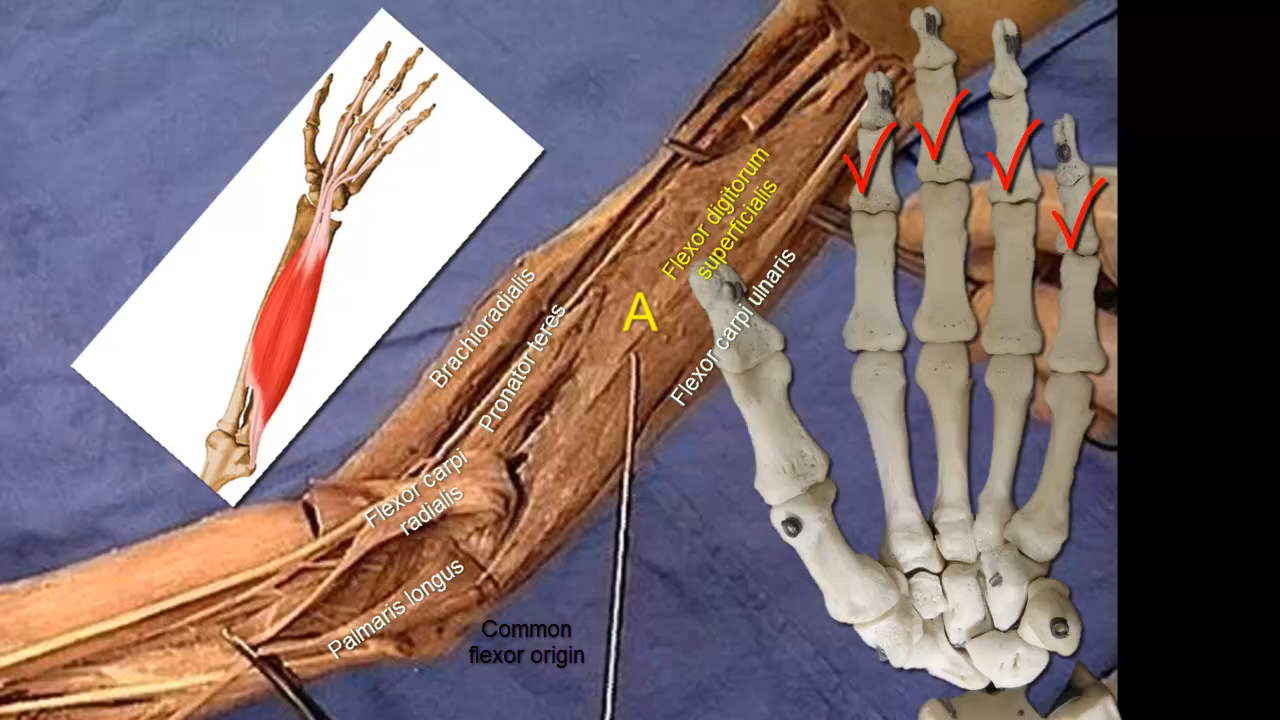 Flexor digitorum
superficialis
Brachioradialis
A
Pronator teres
Flexor carpi ulnaris
Flexor carpi
radialis
Palmaris longus
Common
flexor origin